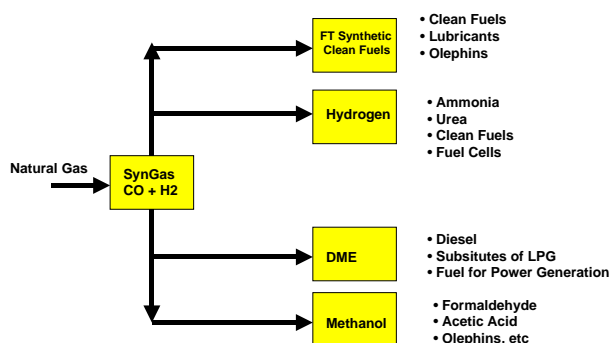 FT Synthetic
Clean Fuels
• Clean Fuels
• Lubricants
• Olephins
Hydrogen
• Ammonia
• Urea
• Clean Fuels
• Fuel Cells
Natural Gas
SynGas
CO + H2
DME
• Diesel
• Subsitutes of LPG
• Fuel for Power Generation
Methanol
• Formaldehyde
• Acetic Acid
• Olephins, etc